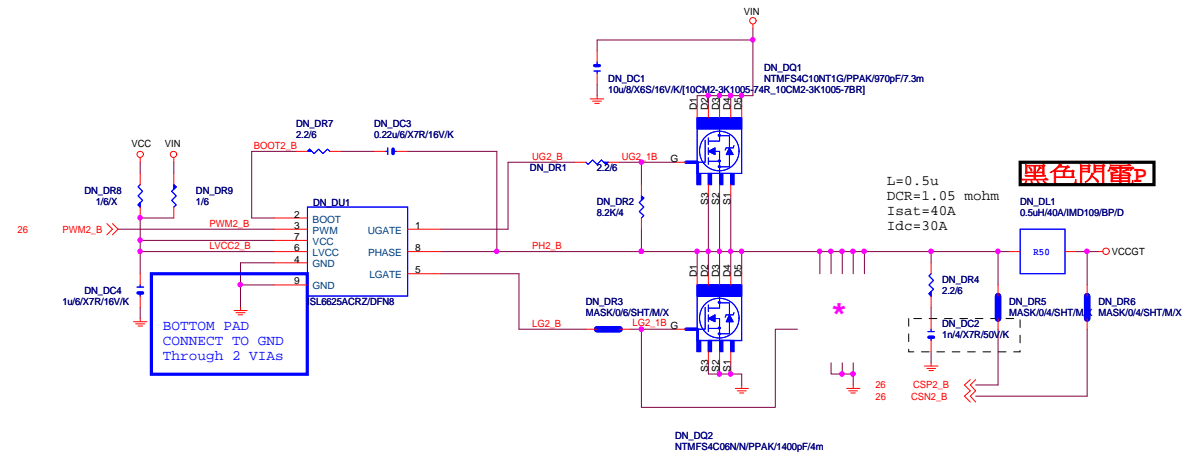 VIN
DN_DC1
10u/8/X6S/16V/K/[10CM2-3K1005-74R_10CM2-3K1005-7BR]
DN_DQ1
NTMFS4C10NT1G/PPAK/970pF/7.3m
D1
D2
D3
D4
D5
G
S3
S2
S1
VCC
VIN
DN_DR7
2.2/6
DN_DC3
0.22u/6/X7R/16V/K
BOOT2_B
DN_DR8
1/6/X
DN_DR9
1/6
UG2_B
DN_DR1
2.2/6
UG2_1B
DN_DR2
8.2K/4
DN_DU1
2
BOOT
3
PWM
7
VCC
6
LVCC
4
GND
9
GND
UGATE
1
PHASE
8
LGATE
5
SL6625ACRZ/DFN8
26
PWM2_B
PWM2_B
LVCC2_B
DN_DC4
1u/6/X7R/16V/K
BOTTOM PAD
CONNECT TO GND
Through 2 VIAs
PH2_B
LG2_B
DN_DR3
MASK/0/6/SHT/M/X
LG2_1B
D1
D2
D3
D4
D5
G
S3
S2
S1
DN_DQ2
NTMFS4C06N/N/PPAK/1400pF/4m
*
L=0.5u
DCR=1.05 mohm
Isat=40A
Idc=30A
黑色閃雷P
DN_DL1
0.5uH/40A/IMD109/BP/D
R50
VCCGT
DN_DR4
2.2/6
DN_DC2
1n/4/X7R/50V/K
DN_DR5
MASK/0/4/SHT/M/X
DN_DR6
MASK/0/4/SHT/M/X
26
CSP2_B
26
CSN2_B